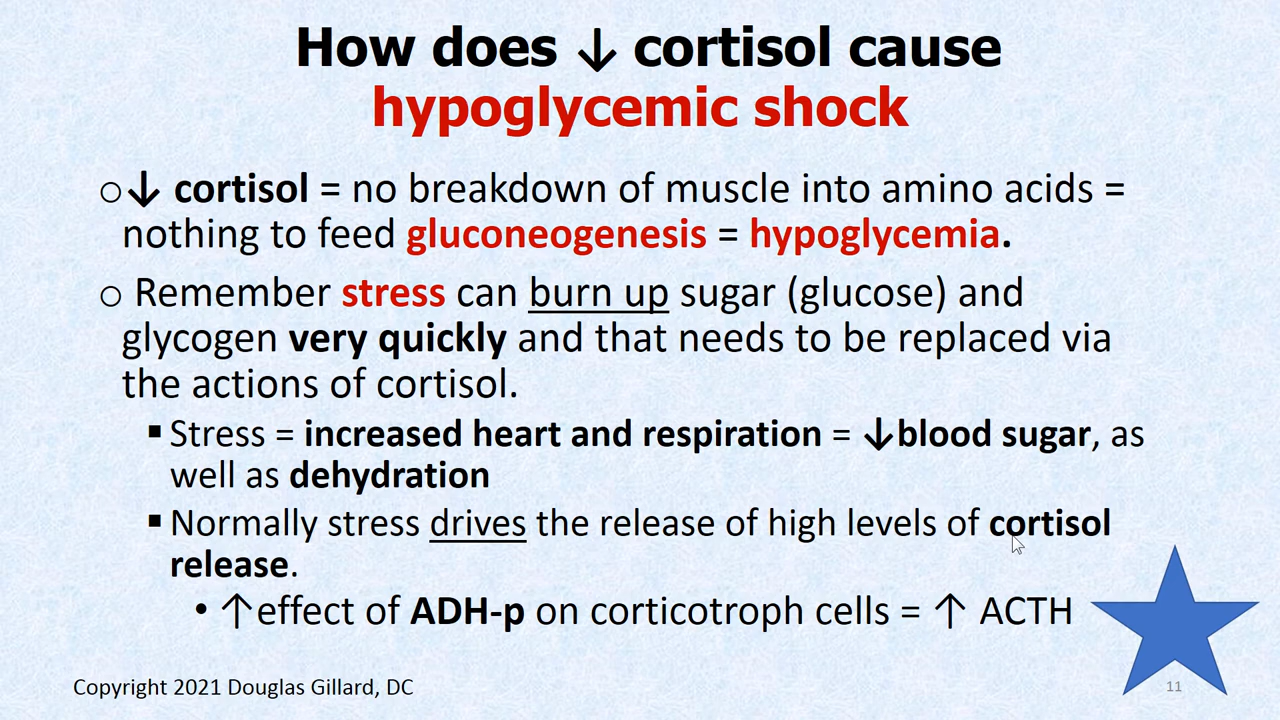 How does ↓ cortisol cause
hypoglycemic shock
○↓ cortisol = no breakdown of muscle into amino acids =
nothing to feed gluconeogenesis = hypoglycemia.
○ Remember stress can burn up sugar (glucose) and
glycogen very quickly and that needs to be replaced via
the actions of cortisol.
▪ Stress = increased heart and respiration = ↓blood sugar, as
well as dehydration
▪ Normally stress drives the release of high levels of cortisol
release.
• ↑effect of ADH-p on corticotroph cells = ↑ ACTH
Copyright 2021 Douglas Gillard, DC
11